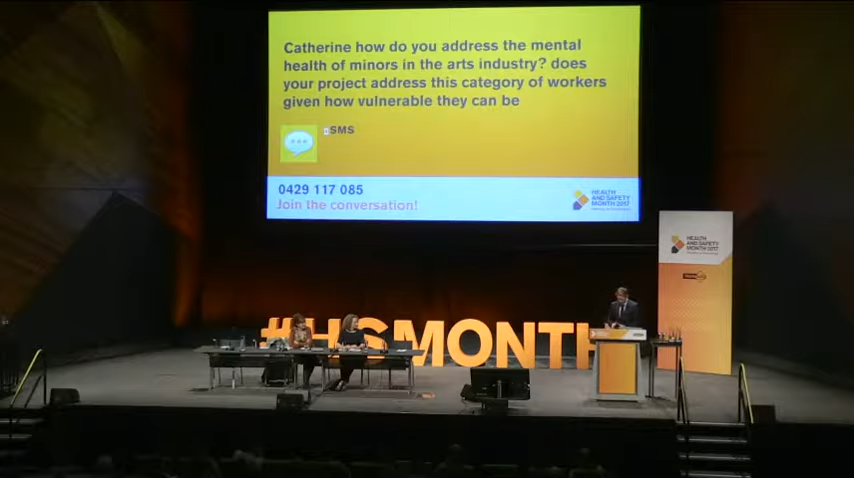 Catherine how do you address the mental
health of minors in the arts industry? does
your project address this category of workers
given how vulnerable they can be
SMS
0429 117 085
Join the conversation!
HEALTH
AND SAFETY
MONTH 2017
HEALTH
AND SAFETY
MONTH 2017
#HSMONTH